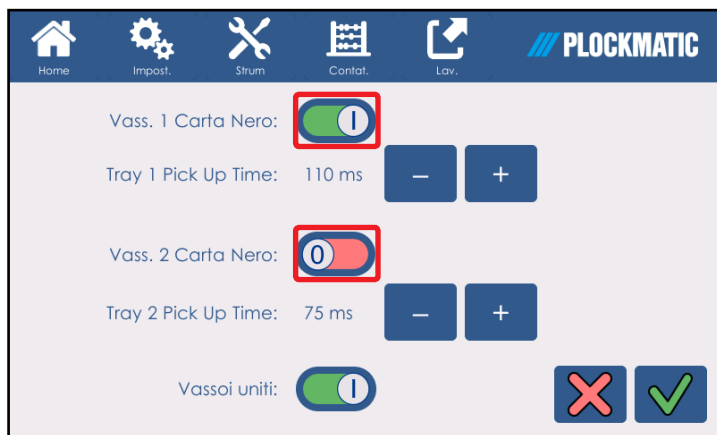 Home Impost. Strum Contat. Lav. PLOCKMATIC
Vass. 1 Carta Nero: I
Tray 1 Pick Up Time: 110 ms – +
Vass. 2 Carta Nero: 0
Tray 2 Pick Up Time: 75 ms – +
Vassoi uniti: I